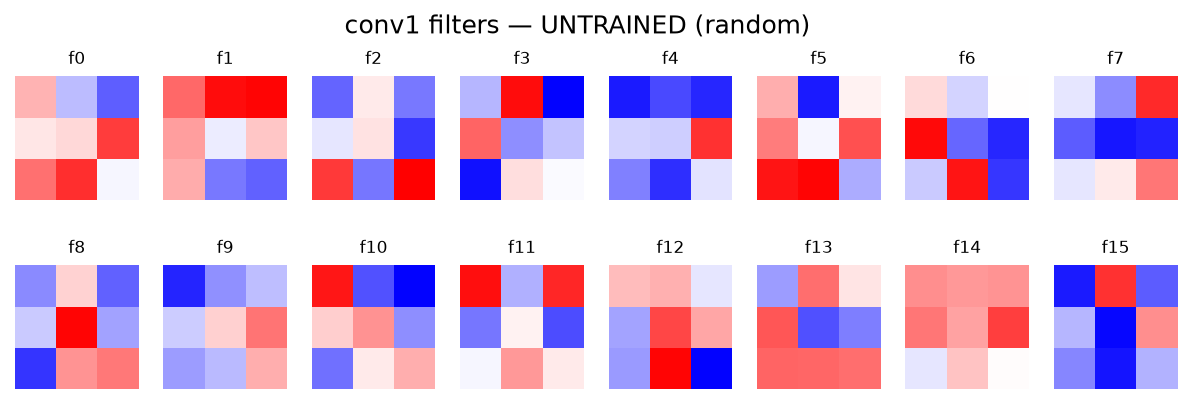 conv1 filters — UNTRAINED (random)
f0 f1 f2 f3 f4 f5 f6 f7
f8 f9 f10 f11 f12 f13 f14 f15